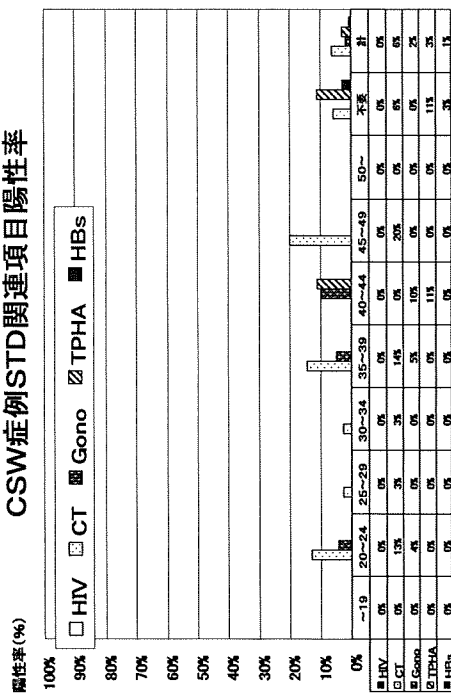 CSW症例STD関連項目陽性率
陽性率(%)
HIV CT Gono TPHA HBs
100%
90%
80%
70%
60%
50%
40%
30%
20%
10%
0%
~19 20~24 25~29 30~34 35~39 40~44 45~49 50~ 不要 計
HIV 0% 0% 0% 0% 0% 0% 0% 0% 0% 0%
CT 0% 13% 3% 3% 14% 0% 20% 0% 6% 6%
Gono 0% 4% 0% 0% 5% 10% 0% 0% 0% 2%
TPHA 0% 0% 0% 0% 0% 11% 0% 0% 11% 3%
HBs 0% 0% 0% 0% 0% 0% 0% 0% 3% 1%